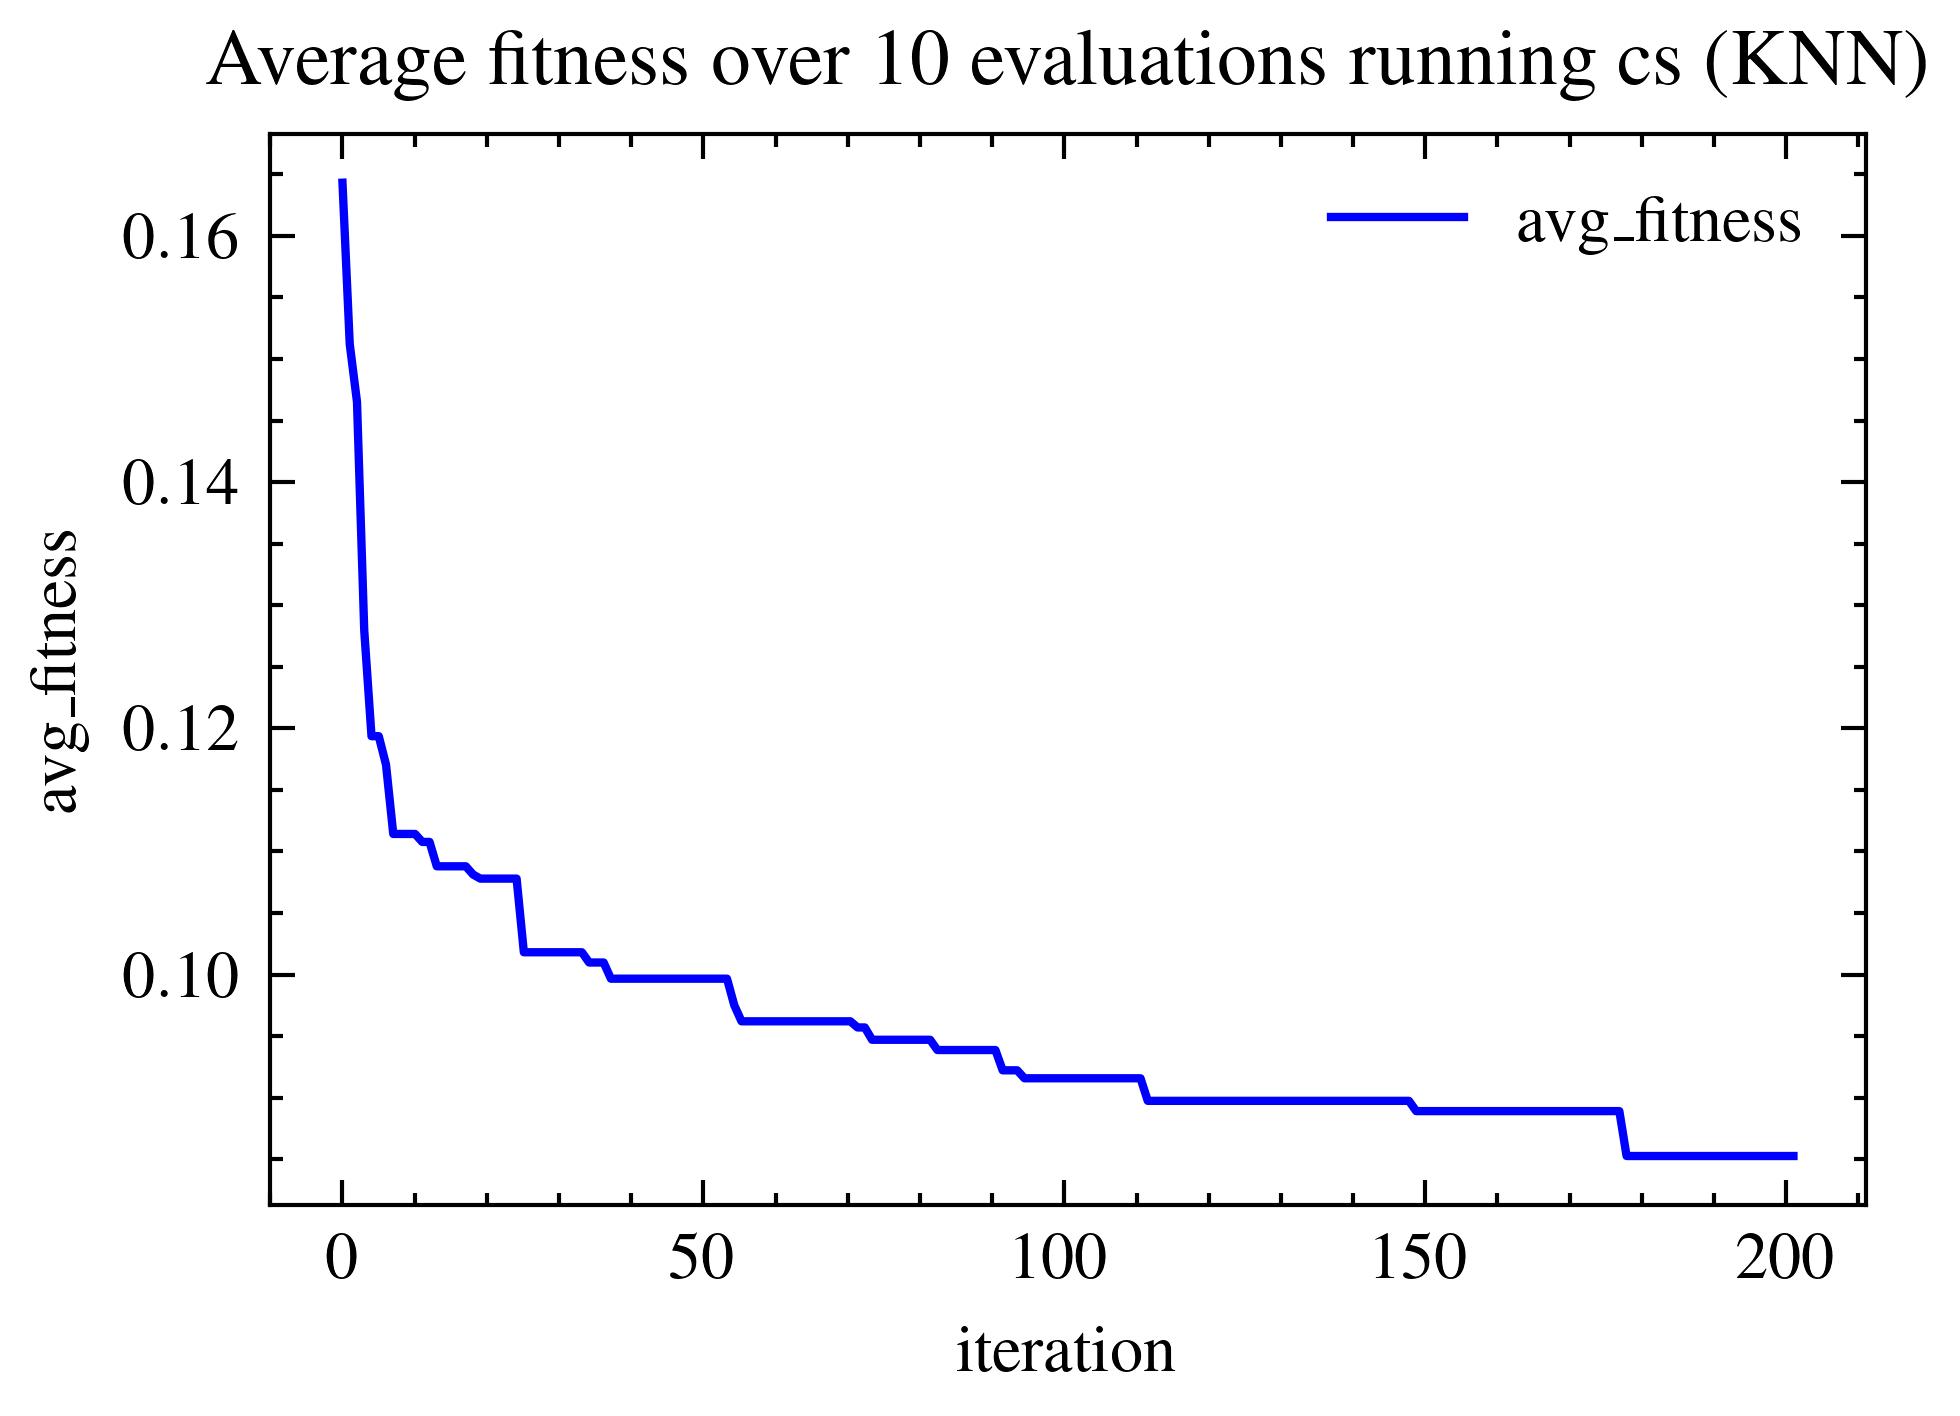 Average fitness over 10 evaluations running cs (KNN)
avg_fitness
0.16
0.14
0.12
0.10
avg_fitness
0 50 100 150 200
iteration